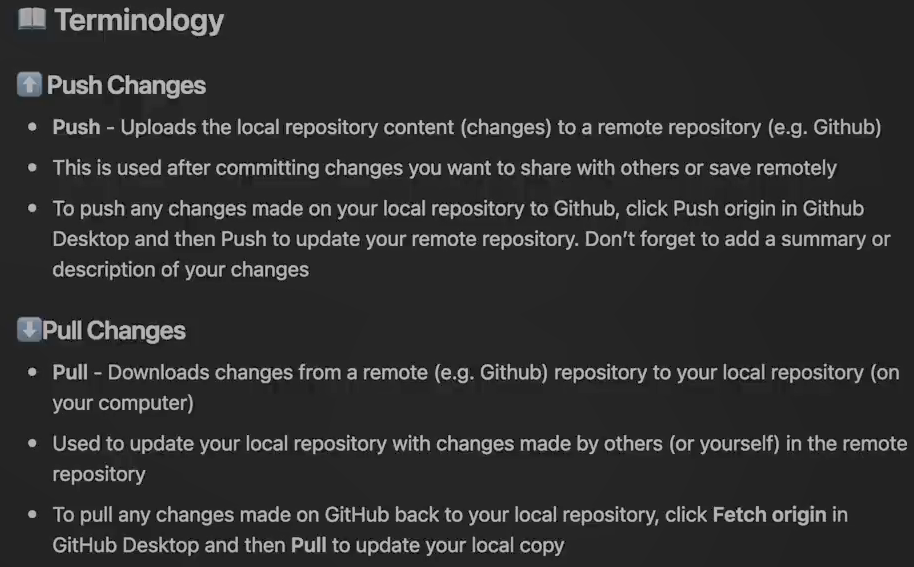 📖 Terminology
⬆️ Push Changes
• Push - Uploads the local repository content (changes) to a remote repository (e.g. Github)
• This is used after committing changes you want to share with others or save remotely
• To push any changes made on your local repository to Github, click Push origin in Github
Desktop and then Push to update your remote repository. Don’t forget to add a summary or
description of your changes
⬇️Pull Changes
• Pull - Downloads changes from a remote (e.g. Github) repository to your local repository (on
your computer)
• Used to update your local repository with changes made by others (or yourself) in the remote
repository
• To pull any changes made on GitHub back to your local repository, click Fetch origin in
GitHub Desktop and then Pull to update your local copy